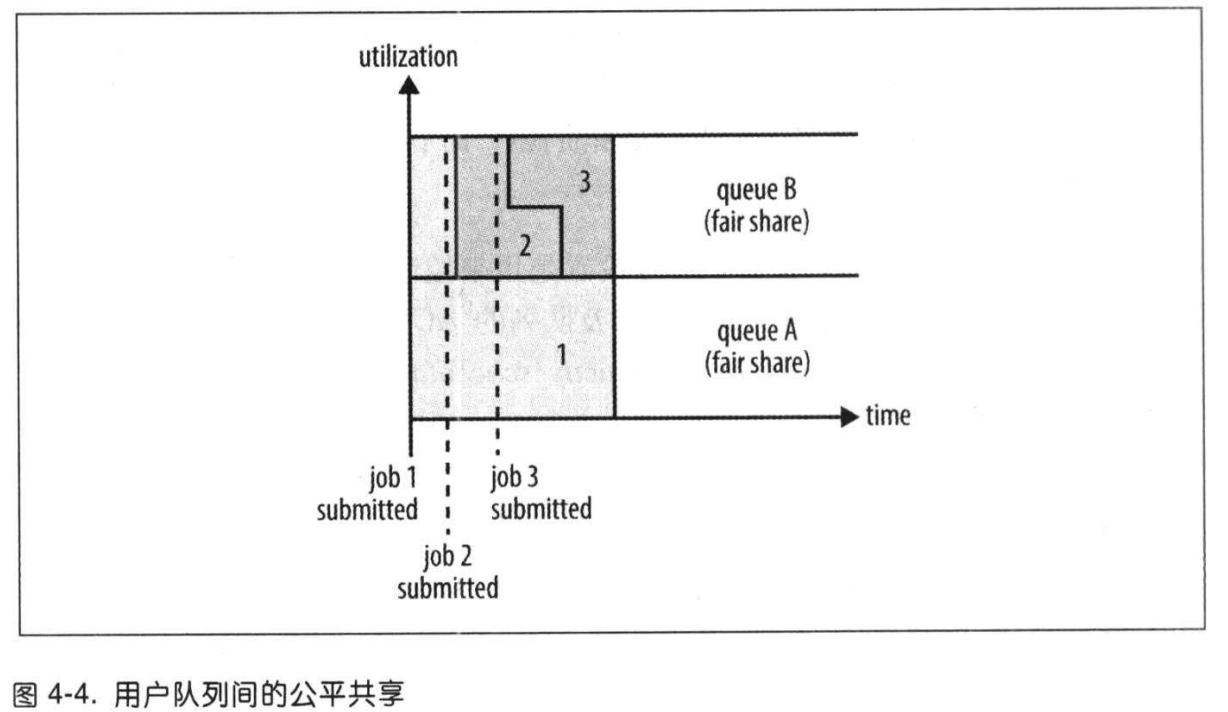 utilization
3
queue B
(fair share)
2
queue A
(fair share)
1
time
job 1
submitted
job 3
submitted
job 2
submitted
图 4-4. 用户队列间的公平共享